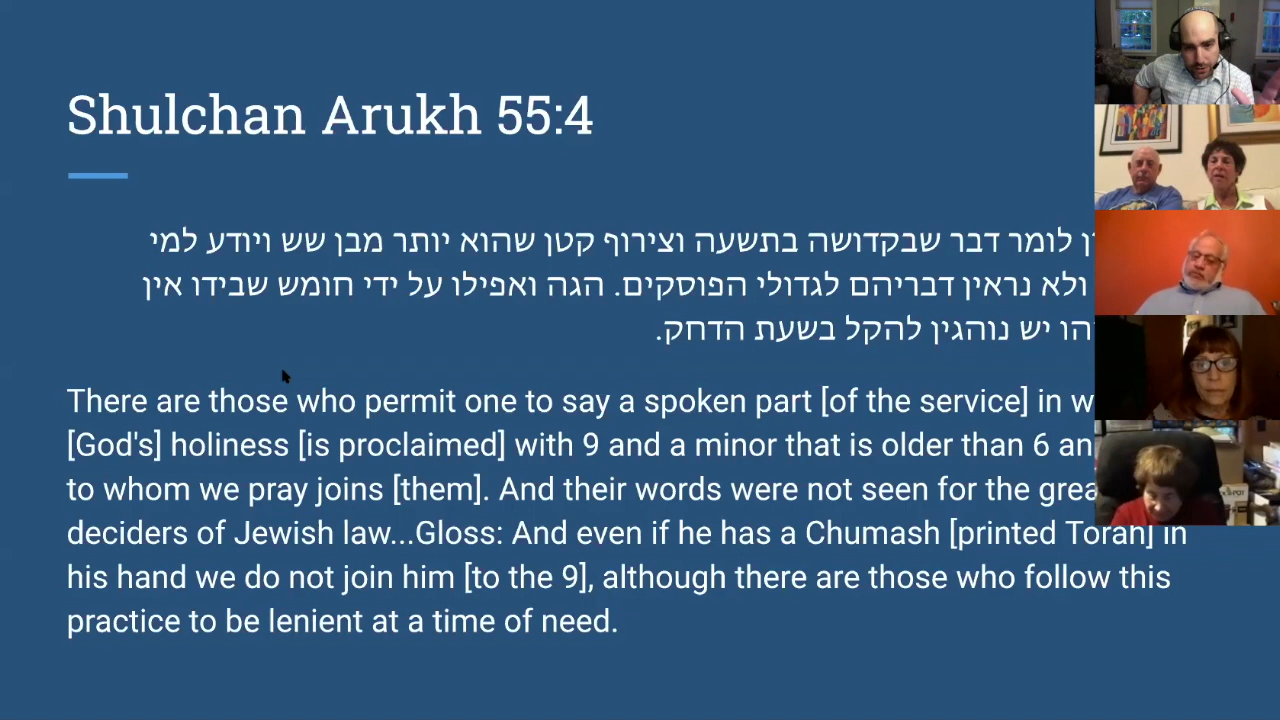 Shulchan Arukh 55:4
לומר דבר שבקדושה בתשעה וצירוף קטן שהוא יותר מבן שש ויודע למי
ולא נראין דבריהם לגדולי הפוסקים. הגה ואפילו על ידי חומש שבידו אין
יש נוהגין להקל בשעת הדחק.
There are those who permit one to say a spoken part [of the service] in
[God's] holiness [is proclaimed] with 9 and a minor that is older than 6
to whom we pray joins [them]. And their words were not seen for the
deciders of Jewish law...Gloss: And even if he has a Chumash [printed Torah] in
his hand we do not join him [to the 9], although there are those who follow this
practice to be lenient at a time of need.